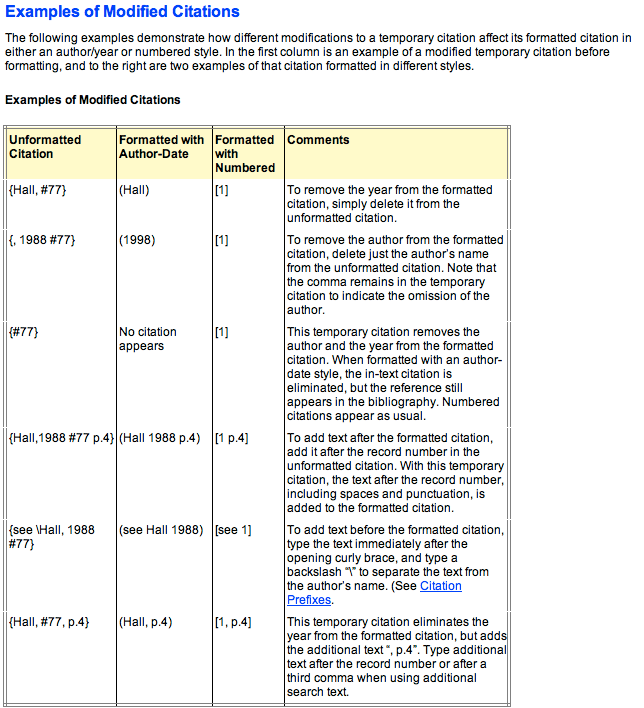 Examples of Modified Citations
The following examples demonstrate how different modifications to a temporary citation affect its formatted citation in
either an author/year or numbered style. In the first column is an example of a modified temporary citation before
formatting, and to the right are two examples of that citation formatted in different styles.
Examples of Modified Citations
Unformatted
Citation
Formatted with
Author-Date
Formatted
with
Numbered
Comments
{Hall, #77}
(Hall)
[1]
To remove the year from the formatted
citation, simply delete it from the
unformatted citation.
{, 1988 #77}
(1998)
[1]
To remove the author from the formatted
citation, delete just the author's name
from the unformatted citation. Note that
the comma remains in the temporary
citation to indicate the omission of the
author.
{#77}
No citation
appears
[1]
This temporary citation removes the
author and the year from the formatted
citation. When formatted with an author-
date style, the in-text citation is
eliminated, but the reference still
appears in the bibliography. Numbered
citations appear as usual.
{Hall,1988 #77 p.4}
(Hall 1988 p.4)
[1 p.4]
To add text after the formatted citation,
add it after the record number in the
unformatted citation. With this temporary
citation, the text after the record number,
including spaces and punctuation, is
added to the formatted citation.
{see \Hall, 1988
#77}
(see Hall 1988)
[see 1]
To add text before the formatted citation,
type the text immediately after the
opening curly brace, and type a
backslash “\” to separate the text from
the author's name. (See Citation
Prefixes.
{Hall, #77, p.4}
(Hall, p.4)
[1, p.4]
This temporary citation eliminates the
year from the formatted citation, but adds
the additional text “, p.4”. Type additional
text after the record number or after a
third comma when using additional
search text.